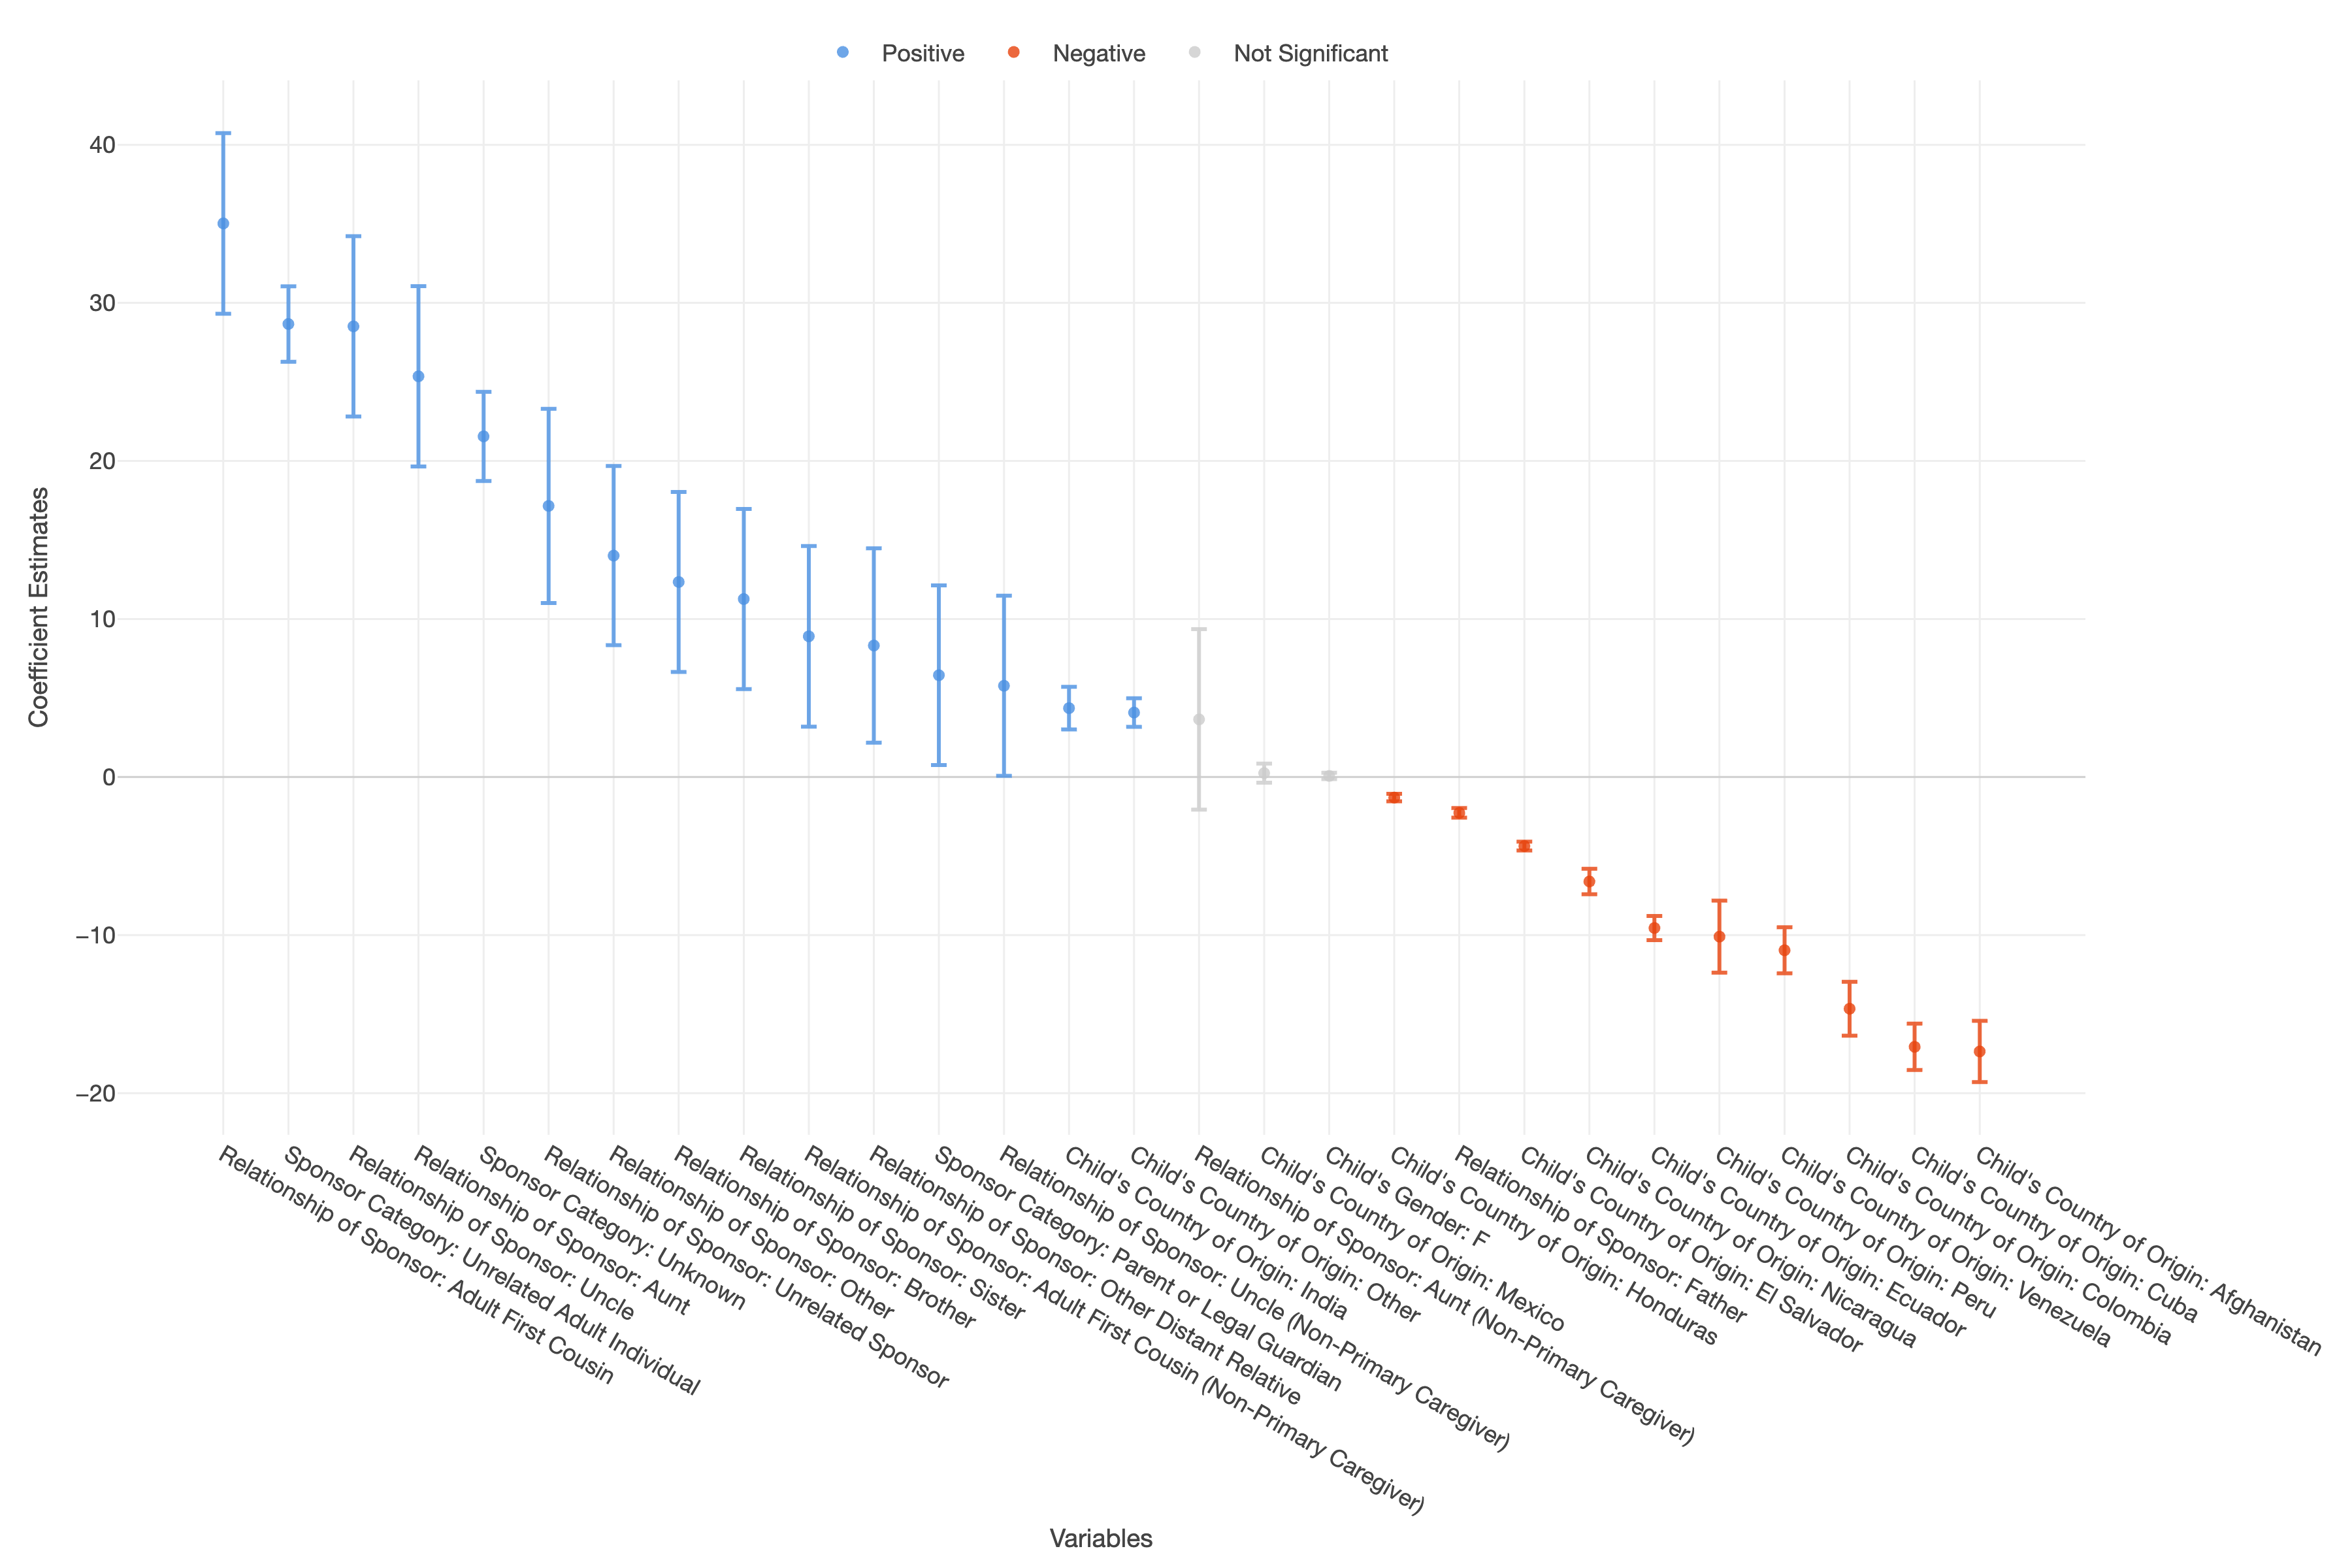 Positive
Negative
Not Significant
Coefficient Estimates
40
30
20
10
0
−10
−20
Relationship of Sponsor: Adult First Cousin
Sponsor Category: Unrelated Adult Individual
Relationship of Sponsor: Uncle
Relationship of Sponsor: Aunt
Sponsor Category: Unknown
Relationship of Sponsor: Unrelated Sponsor
Relationship of Sponsor: Other
Relationship of Sponsor: Brother
Relationship of Sponsor: Sister
Relationship of Sponsor: Adult First Cousin (Non-Primary Caregiver)
Relationship of Sponsor: Other Distant Relative
Sponsor Category: Parent or Legal Guardian
Relationship of Sponsor: Uncle (Non-Primary Caregiver)
Child's Country of Origin: India
Child's Country of Origin: Other
Relationship of Sponsor: Aunt (Non-Primary Caregiver)
Child's Country of Origin: Mexico
Child's Gender: F
Child's Country of Origin: Honduras
Relationship of Sponsor: Father
Child's Country of Origin: El Salvador
Child's Country of Origin: Nicaragua
Child's Country of Origin: Ecuador
Child's Country of Origin: Peru
Child's Country of Origin: Venezuela
Child's Country of Origin: Colombia
Child's Country of Origin: Cuba
Child's Country of Origin: Afghanistan
Variables